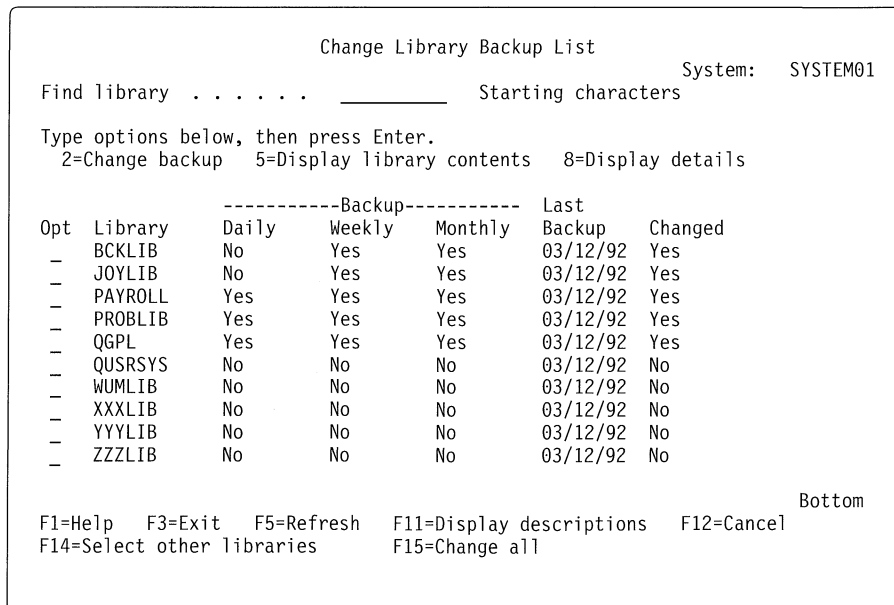 Change Library Backup List
System: SYSTEM01
Find library . . . . . . __________ Starting characters
Type options below, then press Enter.
2=Change backup 5=Display library contents 8=Display details
-----------Backup----------- Last
Opt Library Daily Weekly Monthly Backup Changed
_ BCKLIB No Yes Yes 03/12/92 Yes
_ JOYLIB No Yes Yes 03/12/92 Yes
_ PAYROLL Yes Yes Yes 03/12/92 Yes
_ PROBLIB Yes Yes Yes 03/12/92 Yes
_ QGPL Yes Yes Yes 03/12/92 Yes
_ QUSRSYS No No No 03/12/92 No
_ WUMLIB No No No 03/12/92 No
_ XXXLIB No No No 03/12/92 No
_ YYYLIB No No No 03/12/92 No
_ ZZZLIB No No No 03/12/92 No
Bottom
F1=Help F3=Exit F5=Refresh F11=Display descriptions F12=Cancel
F14=Select other libraries F15=Change all